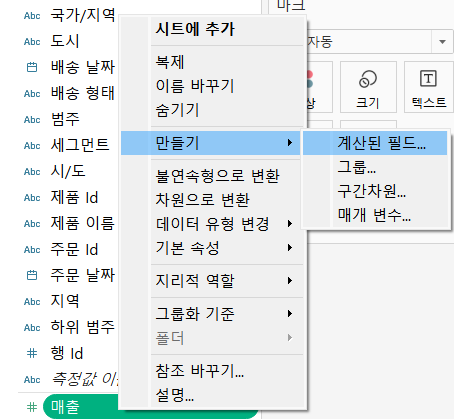 마크
Abc 국가/지역
Abc 도시
배송 날짜
Abc 배송 형태
Abc 범주
Abc 세그먼트
Abc 시/도
Abc 제품 Id
Abc 제품 이름
Abc 주문 Id
주문 날짜
Abc 지역
Abc 하위 범주
# 행 Id
Abc 측정값
# 매출
시트에 추가
복제
이름 바꾸기
숨기기
만들기
불연속형으로 변환
차원으로 변환
데이터 유형 변경
기본 속성
지리적 역할
그룹화 기준
폴더
참조 바꾸기...
설명...
계산된 필드...
그룹...
구간차원...
매개 변수...
자동
크기
T
텍스트